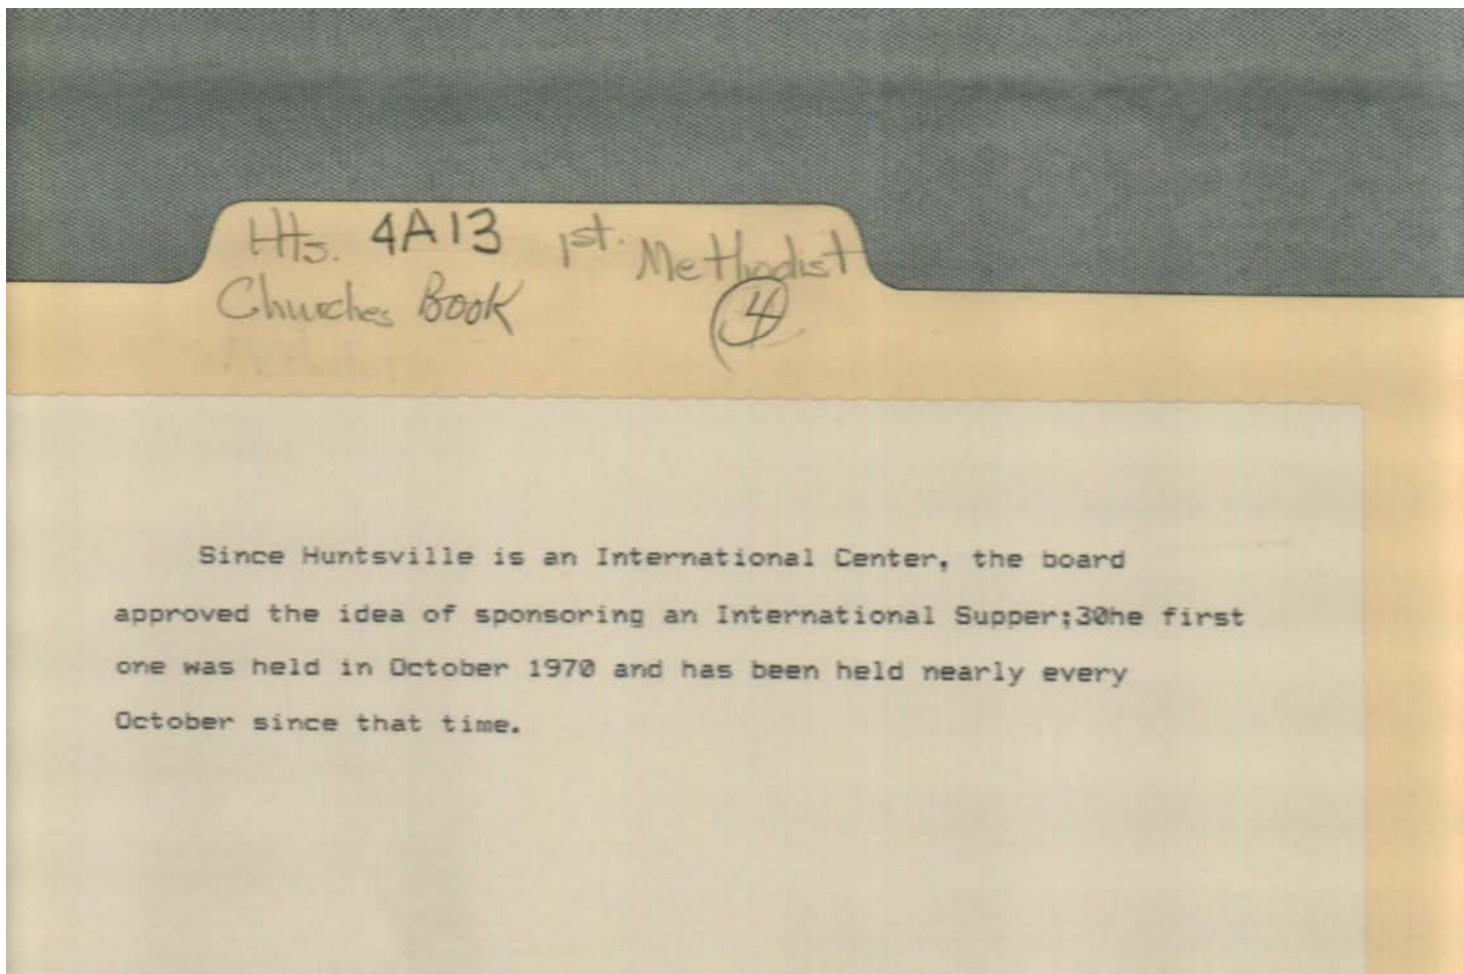 Hts. 4A13 1st. Methodist
Churches Book 4
Since Huntsville is an International Center, the board
approved the idea of sponsoring an International Supper;30he first
one was held in October 1970 and has been held nearly every
October since that time.